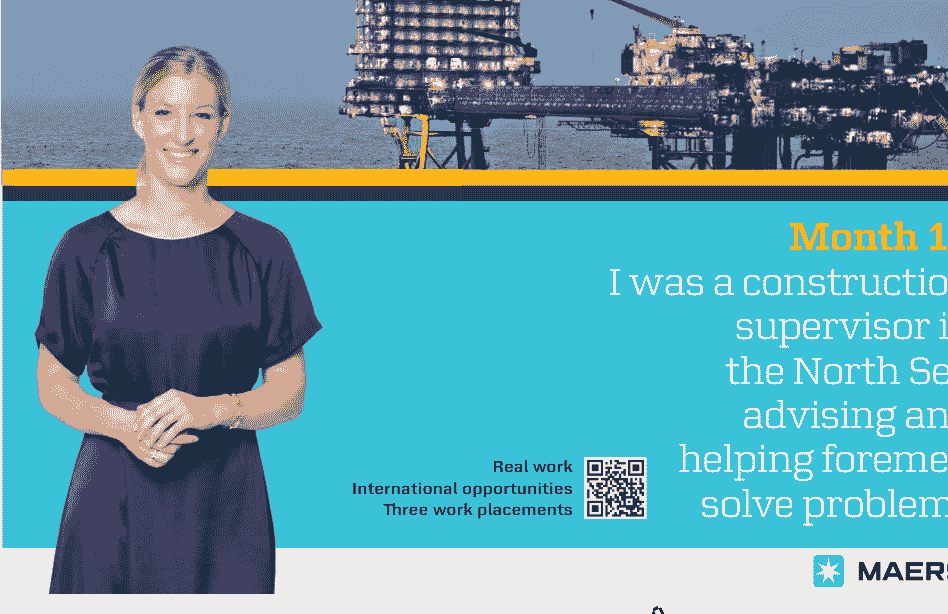 Month 1
I was a constructio
supervisor i
the North Se
advising an
helping foreme
solve problem
Real work
International opportunities
Three work placements
MAERS